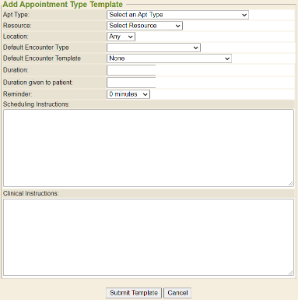 Add Appointment Type Template
Apt Type: Select an Apt Type
Resource: Select Resource
Location: Any
Default Encounter Type
Default Encounter Template None
Duration:
Duration given to patient:
Reminder: 0 minutes
Scheduling Instructions:
Clinical Instructions:
Submit Template Cancel